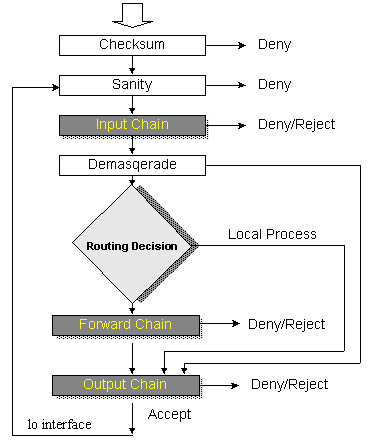 Checksum
Deny
Sanity
Deny
Input Chain
Deny/Reject
Demasqerade
Routing Decision
Local Process
Forward Chain
Deny/Reject
Output Chain
Deny/Reject
Accept
lo interface